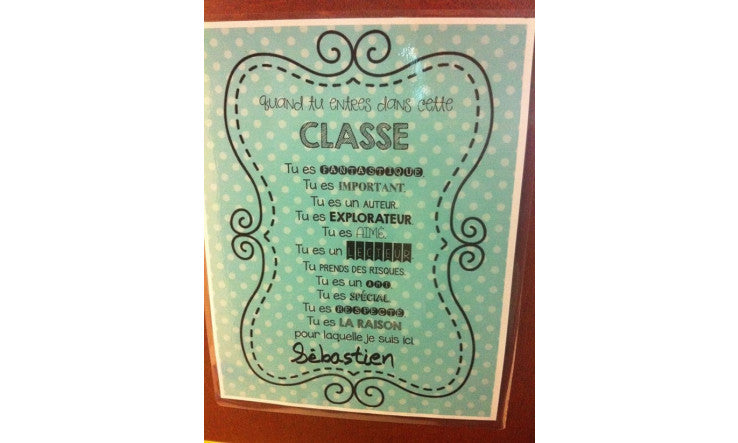 quand tu entres dans cette
CLASSE
Tu es FANTASTIQUE.
Tu es IMPORTANT.
Tu es un AUTEUR.
Tu es EXPLORATEUR.
Tu es AIMÉ.
Tu es un LECTEUR
Tu PRENDS DES RISQUES.
Tu es un AMI.
Tu es SPÉCIAL.
Tu es RESPECTÉ
Tu es LA RAISON
pour laquelle je suis ici.
Sébastien